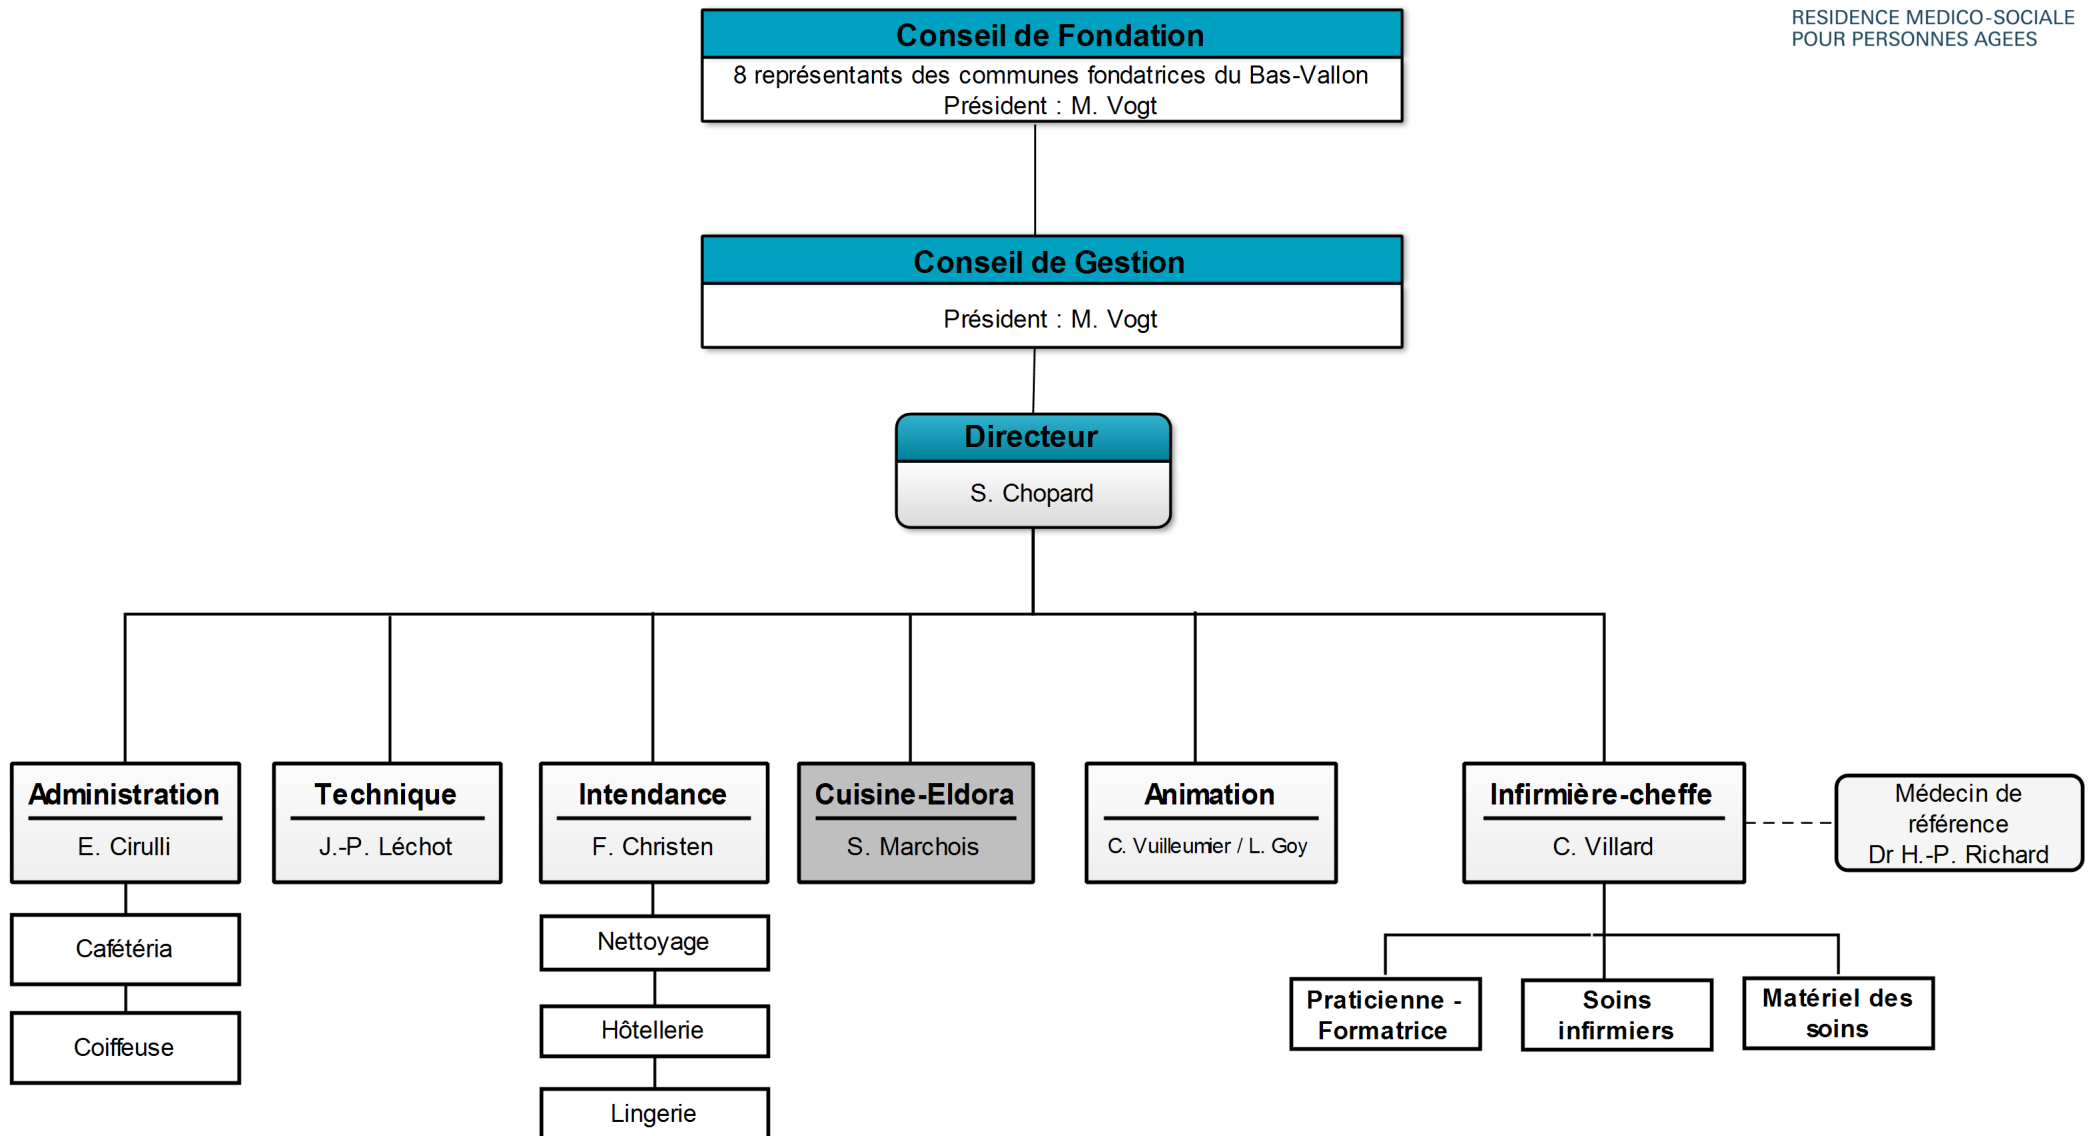 RESIDENCE MEDICO-SOCIALE
POUR PERSONNES AGEES
Conseil de Fondation
8 représentants des communes fondatrices du Bas-Vallon
Président : M. Vogt
Conseil de Gestion
Président : M. Vogt
Directeur
S. Chopard
Administration
E. Cirulli
Technique
J.-P. Léchot
Intendance
F. Christen
Cuisine-Eldora
S. Marchois
Animation
C. Vuilleumier / L. Goy
Infirmière-cheffe
C. Villard
Médecin de
référence
Dr H.-P. Richard
Cafétéria
Coiffeuse
Nettoyage
Hôtellerie
Lingerie
Praticienne -
Formatrice
Soins
infirmiers
Matériel des
soins